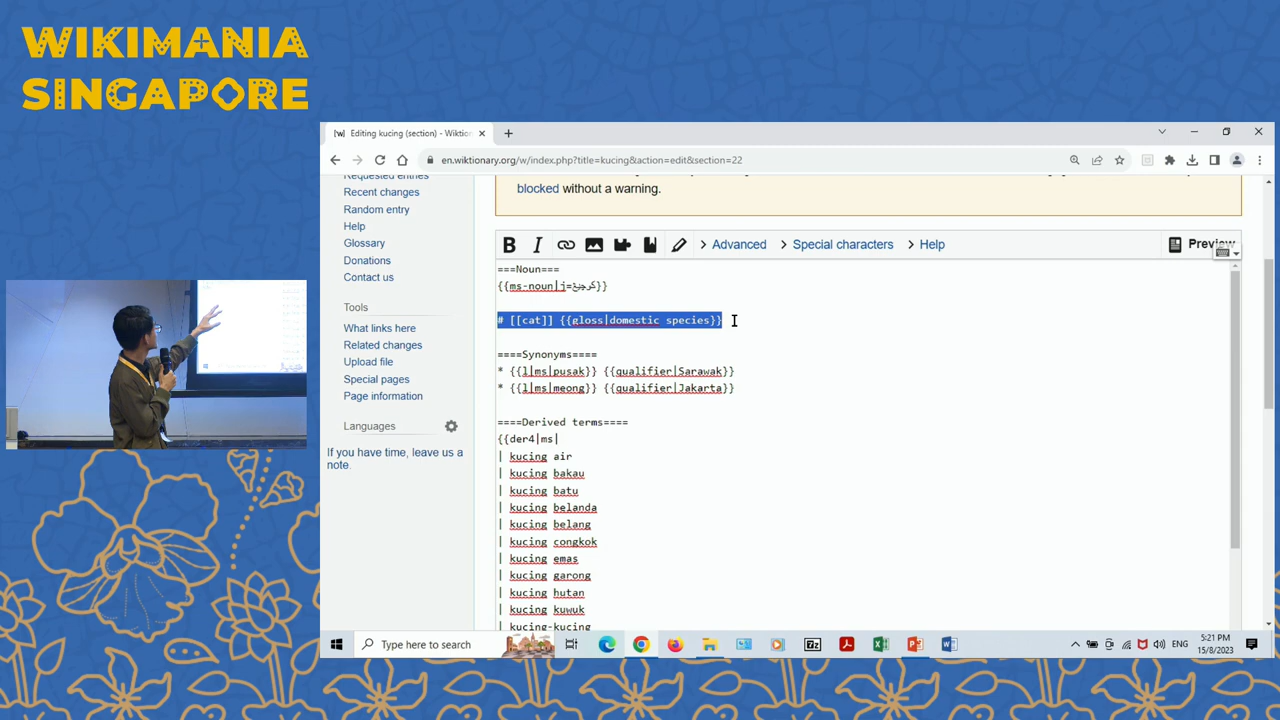 WIKIMANIA
SINGAPORE
[w] Editing kucing (section) - Wiktion
en.wiktionary.org/w/index.php?title=kucing&action=edit&section=22
Requested entries
Recent changes
Random entry
Help
Glossary
Donations
Contact us
Tools
What links here
Related changes
Upload file
Special pages
Page information
Languages
If you have time, leave us a
note.
blocked without a warning.
B I Advanced Special characters Help Preview
===Noun===
{{ms-noun|j=كوچيڠ}}
# [[cat]] {{gloss|domestic species}}
====Synonyms====
* {{l|ms|pusak}} {{qualifier|Sarawak}}
* {{l|ms|meong}} {{qualifier|Jakarta}}
====Derived terms====
{{der4|ms|
| kucing air
| kucing bakau
| kucing batu
| kucing belanda
| kucing belang
| kucing congkok
| kucing emas
| kucing garong
| kucing hutan
| kucing kuwuk
| kucing-kucing
Type here to search
7z
ENG
5:21 PM
15/8/2023